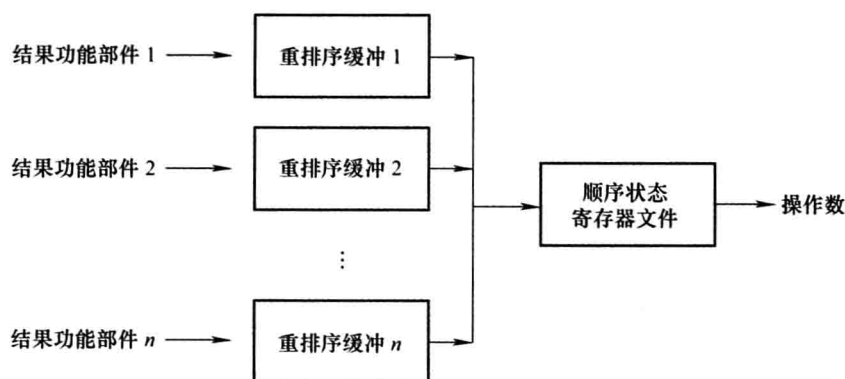 结果功能部件 1
重排序缓冲 1
结果功能部件 2
重排序缓冲 2
顺序状态
寄存器文件
操作数
⋮
结果功能部件 n
重排序缓冲 n